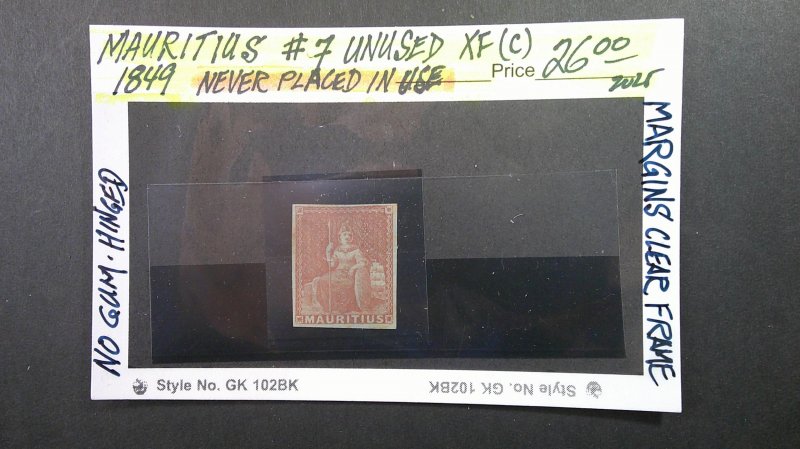 MAURITIUS #7 UNUSED XF (C)
1849 NEVER PLACED IN USE Price 26.00
2025
NO GUM · HINGED
MARGINS CLEAR FRAME
MAURITIUS
Style No. GK 102BK
Style No. GK 102BK